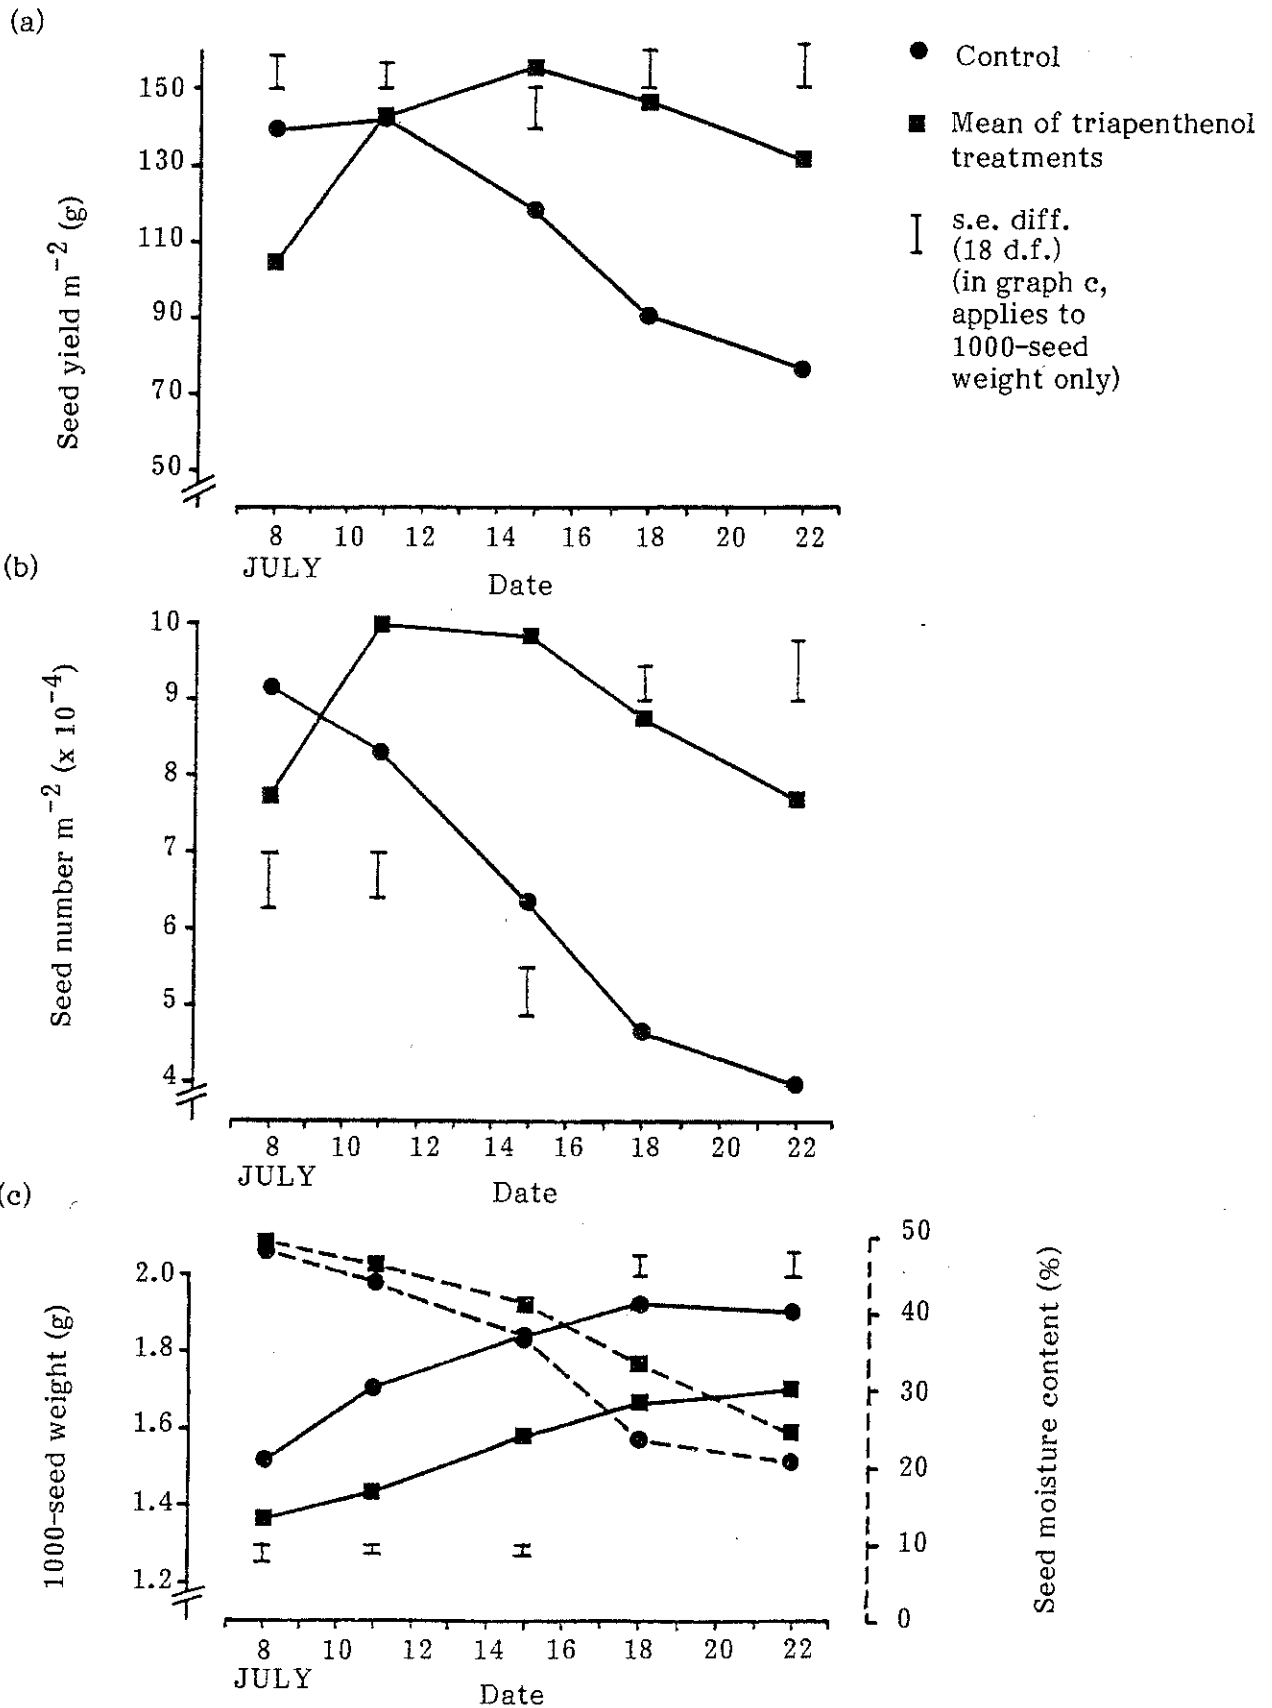 (a)
150
130
110
90
70
50
Seed yield m⁻² (g)
8 10 12 14 16 18 20 22
JULY
Date
● Control
■ Mean of triapenthenol
treatments
s.e. diff.
(18 d.f.)
(in graph c,
applies to
1000-seed
weight only)
(b)
10
9
8
7
6
5
4
Seed number m⁻² (x 10⁻⁴)
8 10 12 14 16 18 20 22
JULY
Date
(c)
2.0
1.8
1.6
1.4
1.2
1000-seed weight (g)
50
40
30
20
10
0
Seed moisture content (%)
8 10 12 14 16 18 20 22
JULY
Date